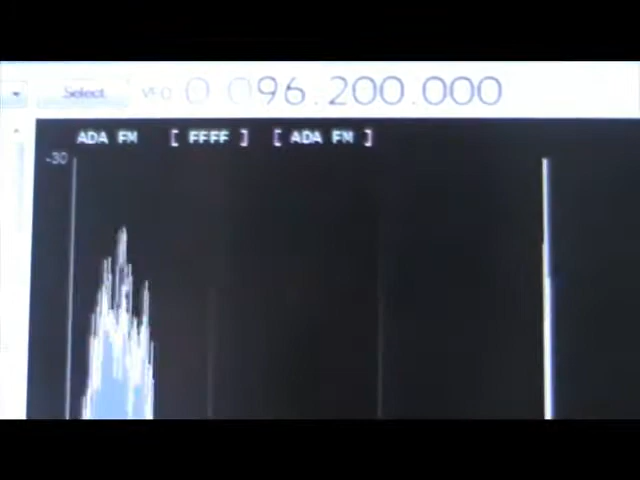 Select VFO 0 096.200.000
ADA FM [ FFFF ] [ ADA FM ]
-30